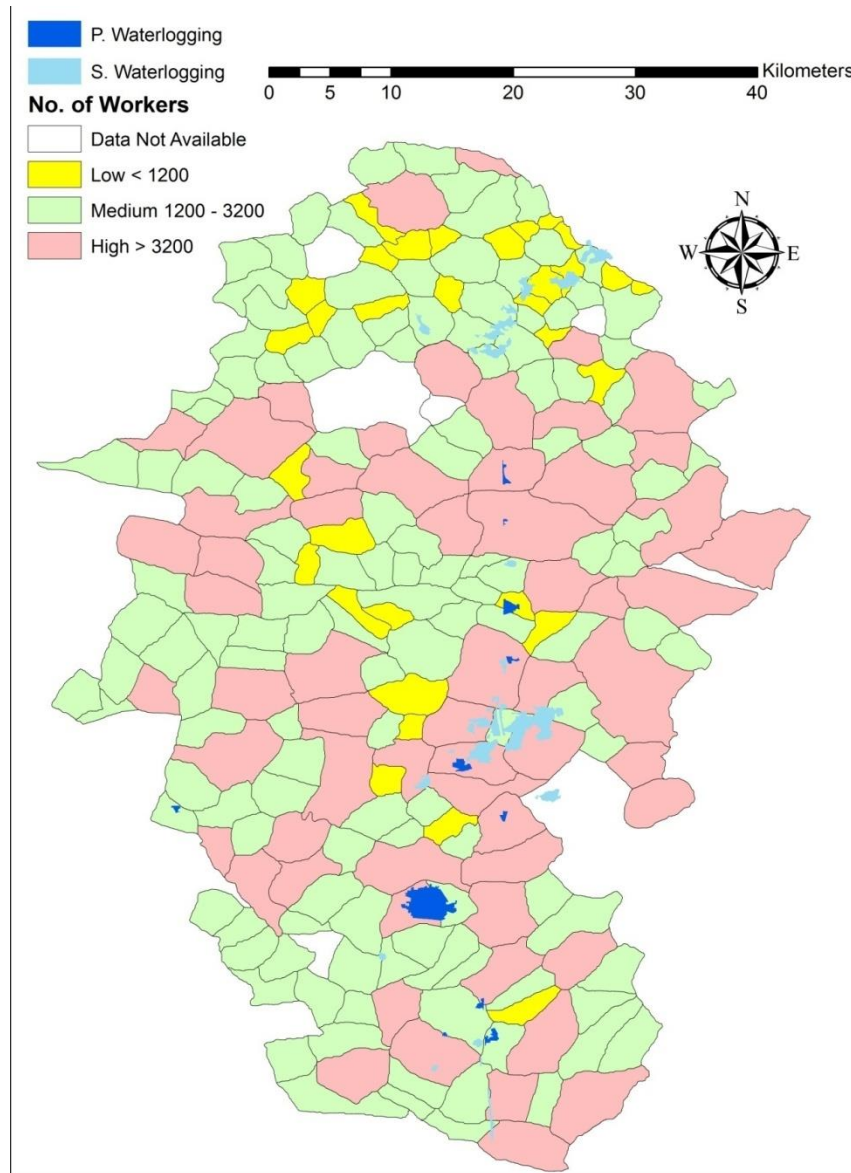 P. Waterlogging
S. Waterlogging
Kilometers
0 5 10 20 30 40
No. of Workers
Data Not Available
Low < 1200
Medium 1200 - 3200
High > 3200
N
W E
S